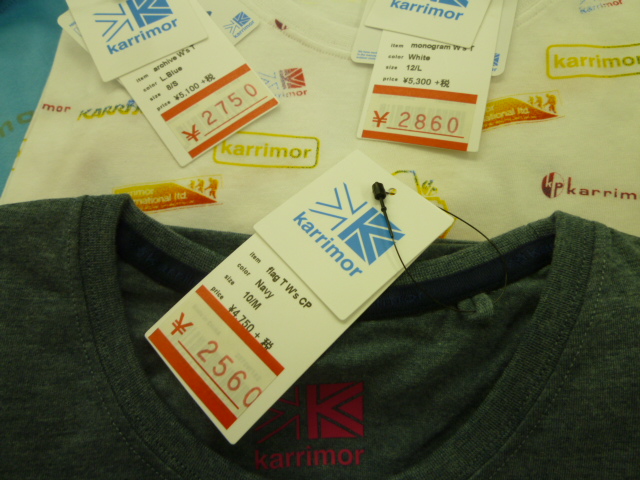 karrimor
item archive W's T
color L.Blue
size 8/S
price ¥5,100 +税
¥2750
karrimor
item monogram W's T
color White
size 12/L
price ¥5,300 +税
¥2860
karrimor
karrimor
karrimor
karrimor
item flag T W's CP
color Navy
size 10/M
price ¥4,750 + 税
¥2560
karrimor